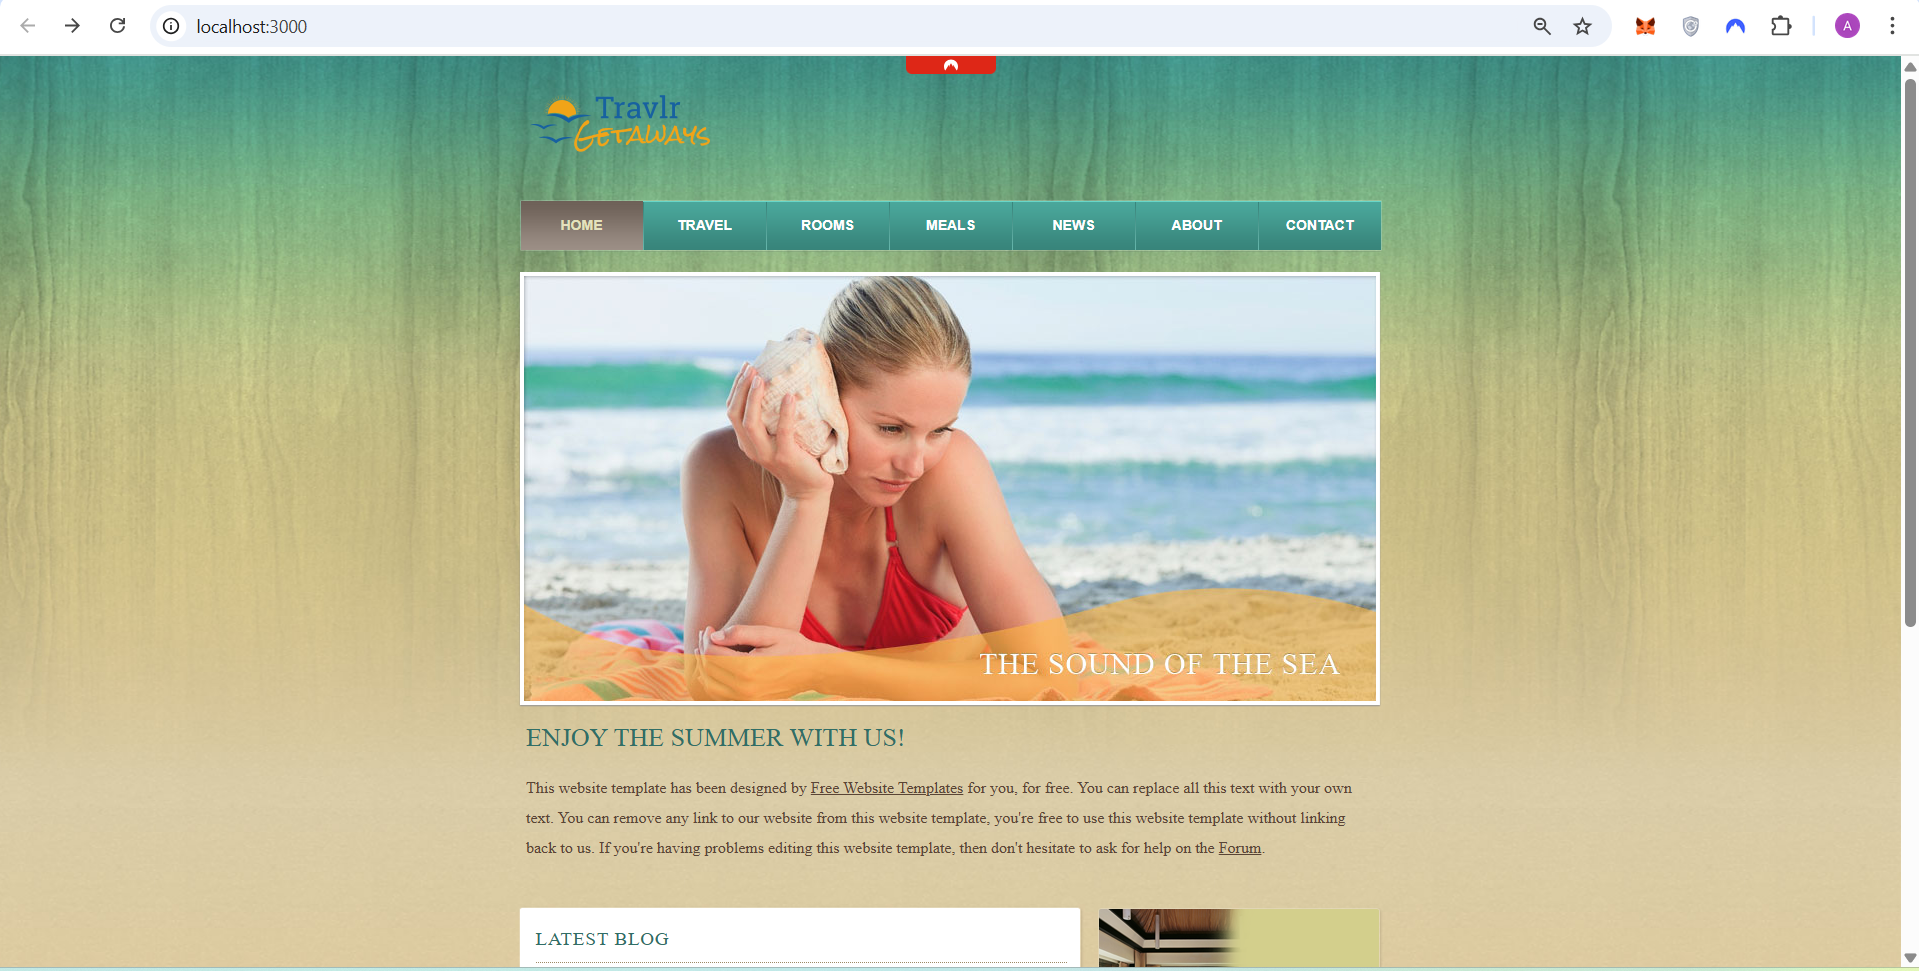 localhost:3000
A
Travlr
Getaways
HOME
TRAVEL
ROOMS
MEALS
NEWS
ABOUT
CONTACT
THE SOUND OF THE SEA
ENJOY THE SUMMER WITH US!
This website template has been designed by Free Website Templates for you, for free. You can replace all this text with your own
text. You can remove any link to our website from this website template, you're free to use this website template without linking
back to us. If you're having problems editing this website template, then don't hesitate to ask for help on the Forum.
LATEST BLOG